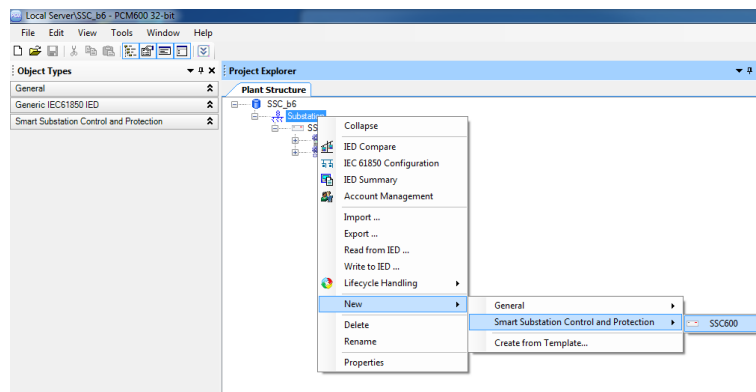 Local Server\SSC_b6 - PCM600 32-bit
File Edit View Tools Window Help
Object Types
General
Generic IEC61850 IED
Smart Substation Control and Protection
Project Explorer
Plant Structure
SSC_b6
Substation
SS
Collapse
IED Compare
IEC 61850 Configuration
IED Summary
Account Management
Import ...
Export ...
Read from IED ...
Write to IED ...
Lifecycle Handling
New
Delete
Rename
Properties
General
Smart Substation Control and Protection
Create from Template...
SSC600